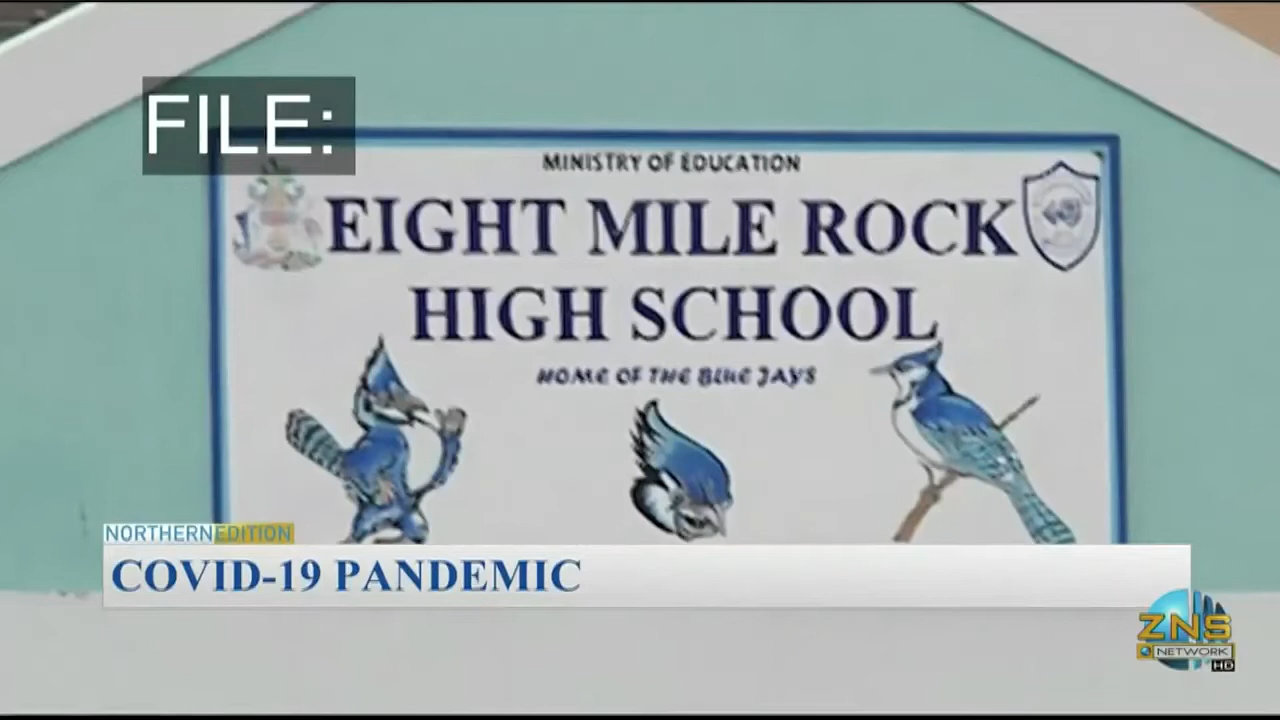 FILE:
MINISTRY OF EDUCATION
EIGHT MILE ROCK
HIGH SCHOOL
HOME OF THE BLUE JAYS
NORTHERN EDITION
COVID-19 PANDEMIC
ZNS
NETWORK
HD